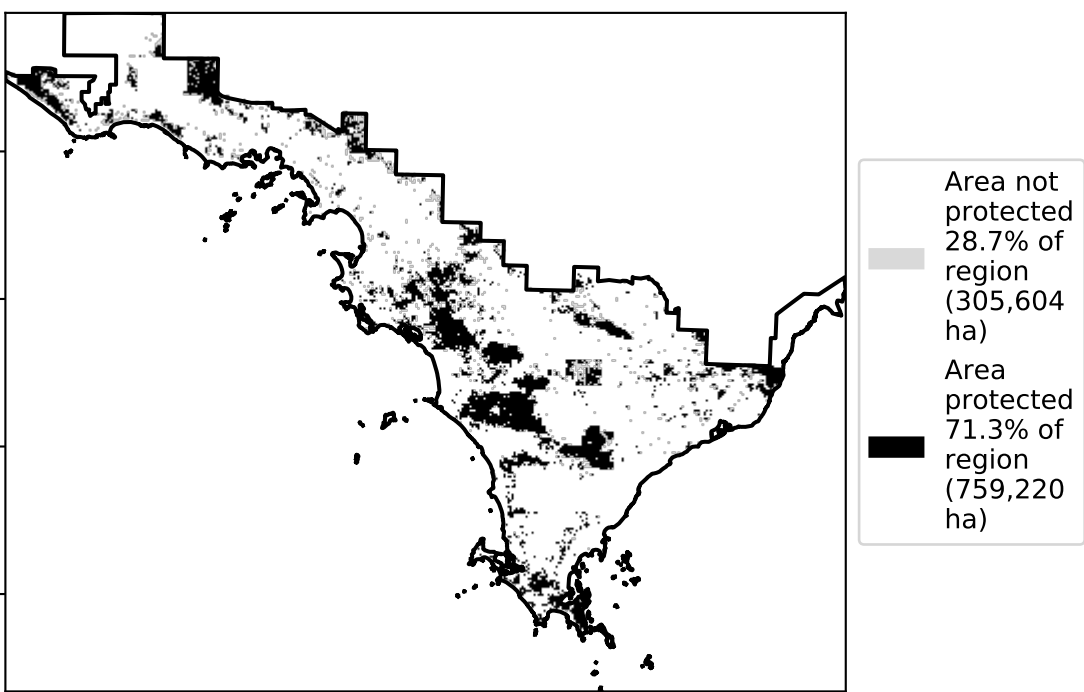 Area not
protected
28.7% of
region
(305,604
ha)
Area
protected
71.3% of
region
(759,220
ha)